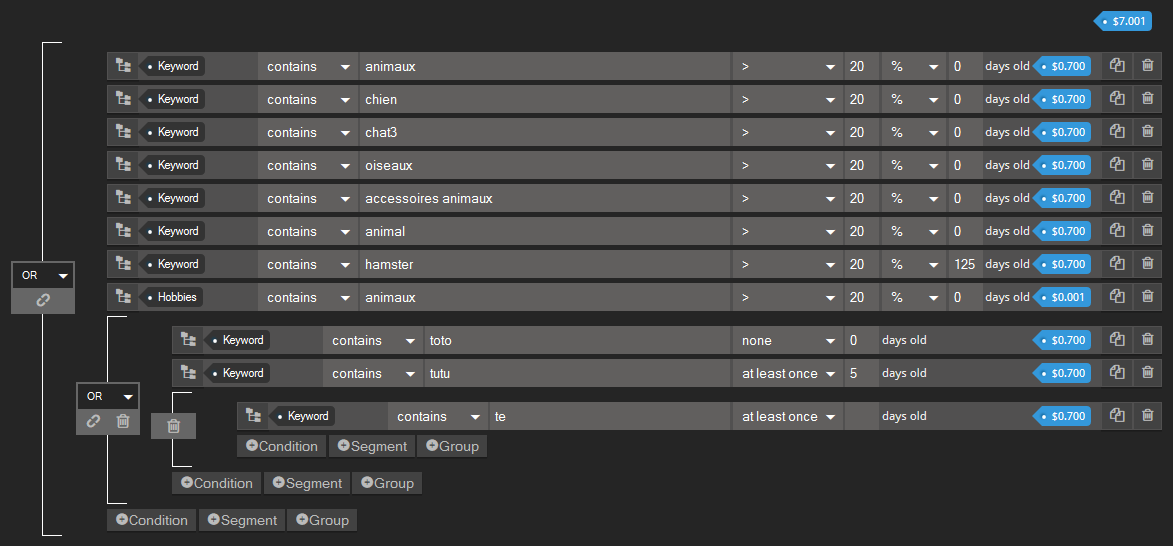 $7.001
Keyword contains animaux > 20 % 0 days old $0.700
Keyword contains chien > 20 % 0 days old $0.700
Keyword contains chat3 > 20 % 0 days old $0.700
Keyword contains oiseaux > 20 % 0 days old $0.700
Keyword contains accessoires animaux > 20 % 0 days old $0.700
Keyword contains animal > 20 % 0 days old $0.700
Keyword contains hamster > 20 % 125 days old $0.700
OR
Hobbies contains animaux > 20 % 0 days old $0.001
Keyword contains toto none 0 days old $0.700
Keyword contains tutu at least once 5 days old $0.700
OR
Keyword contains te at least once days old $0.700
Condition Segment Group
Condition Segment Group
Condition Segment Group